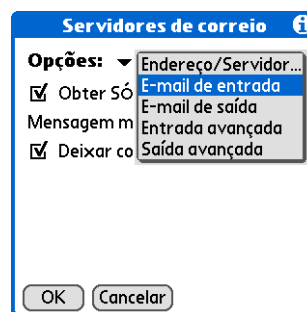 Servidores de correio
Opções:
Endereço/Servidor...
E-mail de entrada
E-mail de saída
Entrada avançada
Saída avançada
Obter SÓ
Mensagem m
Deixar co
OK
Cancelar